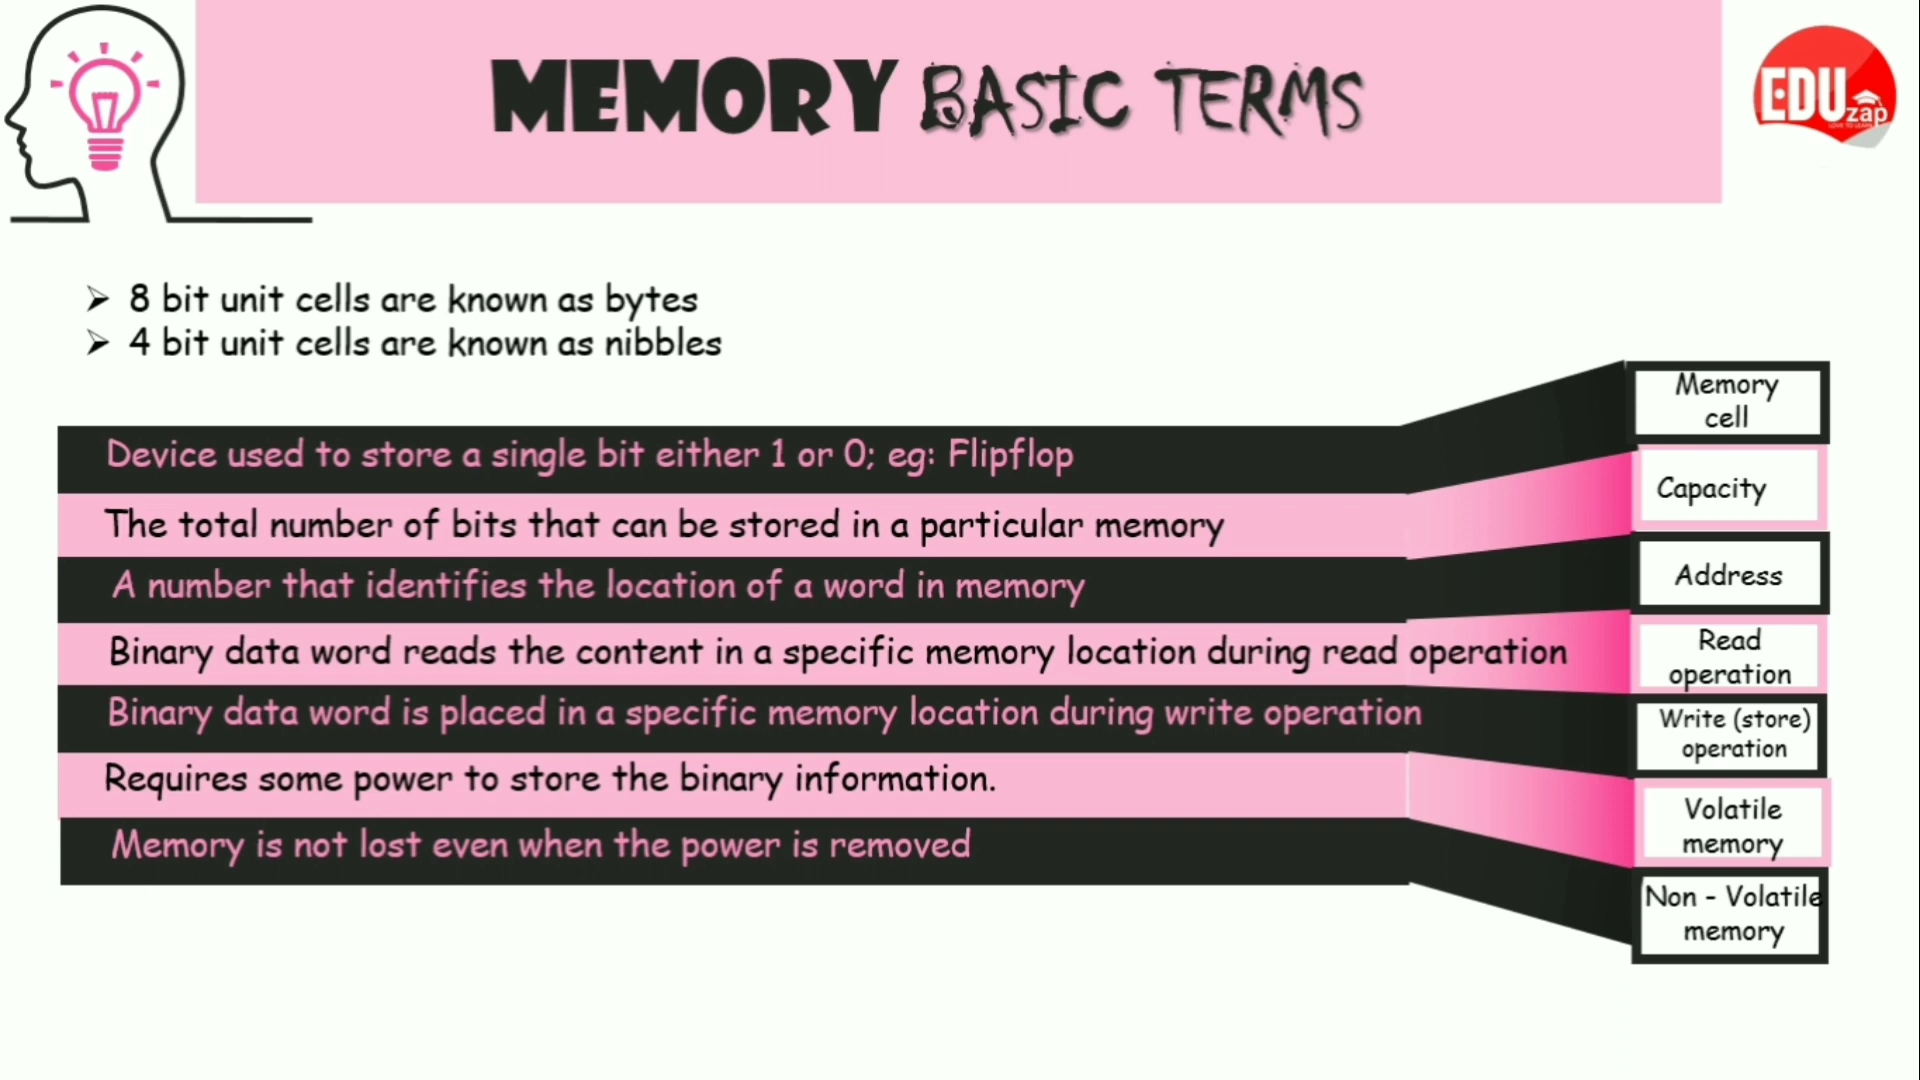 MEMORY BASIC TERMS
EDU
zap
➢ 8 bit unit cells are known as bytes
➢ 4 bit unit cells are known as nibbles
Memory
cell
Device used to store a single bit either 1 or 0; eg: Flipflop
Capacity
The total number of bits that can be stored in a particular memory
Address
A number that identifies the location of a word in memory
Read
operation
Binary data word reads the content in a specific memory location during read operation
Write (store)
operation
Binary data word is placed in a specific memory location during write operation
Volatile
memory
Requires some power to store the binary information.
Non - Volatile
memory
Memory is not lost even when the power is removed